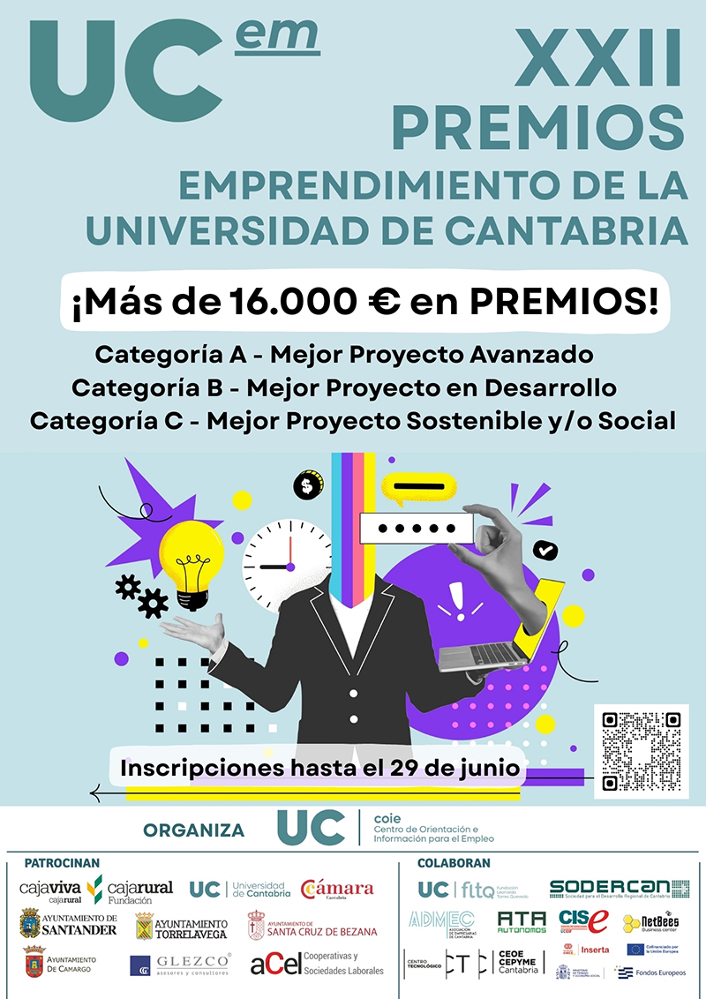 UCem
XXII
PREMIOS
EMPRENDIMIENTO DE LA
UNIVERSIDAD DE CANTABRIA
¡Más de 16.000 € en PREMIOS!
Categoría A - Mejor Proyecto Avanzado
Categoría B - Mejor Proyecto en Desarrollo
Categoría C - Mejor Proyecto Sostenible y/o Social
Inscripciones hasta el 29 de junio
ORGANIZA
UC
coie
Centro de Orientación e
Información para el Empleo
PATROCINAN
cajaviva
cajarural
cajarural
Fundación
UC
Universidad
de Cantabria
Cámara
Cantabria
AYUNTAMIENTO DE
SANTANDER
AYUNTAMIENTO
TORRELAVEGA
AYUNTAMIENTO DE
SANTA CRUZ DE BEZANA
AYUNTAMIENTO
DE CAMARGO
GLEZCO
asesores y consultores
aCel
Cooperativas y
Sociedades Laborales
COLABORAN
UC
fltq
Fundación
Leonardo
Torres Quevedo
SODERCAN
Sociedad para el Desarrollo Regional de Cantabria
ADMEC
ASOCIACIÓN
DE EMPRESARIAS
DE CANTABRIA
ATA
AUTONOMOS
CISE
NetBees
Business center
CENTRO
TECNOLÓGICO
CTC
CEOE
CEPYME
Cantabria
Inserta
Cofinanciado por
la Unión Europea
Fondos Europeos